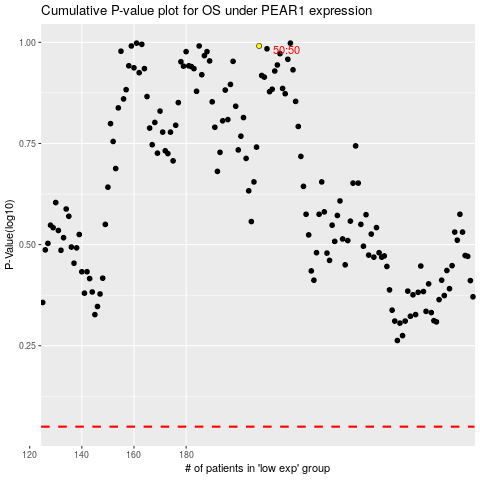 Cumulative P-value plot for OS under PEAR1 expression
P-Value(log10)
1.00
0.75
0.50
0.25
50:50
120 140 160 180
# of patients in 'low exp' group